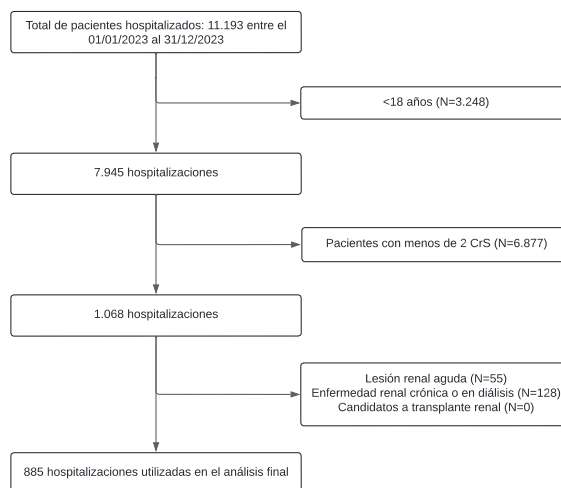 Total de pacientes hospitalizados: 11.193 entre el
01/01/2023 al 31/12/2023
<18 años (N=3.248)
7.945 hospitalizaciones
Pacientes con menos de 2 CrS (N=6.877)
1.068 hospitalizaciones
Lesión renal aguda (N=55)
Enfermedad renal crónica o en diálisis (N=128)
Candidatos a transplante renal (N=0)
885 hospitalizaciones utilizadas en el análisis final